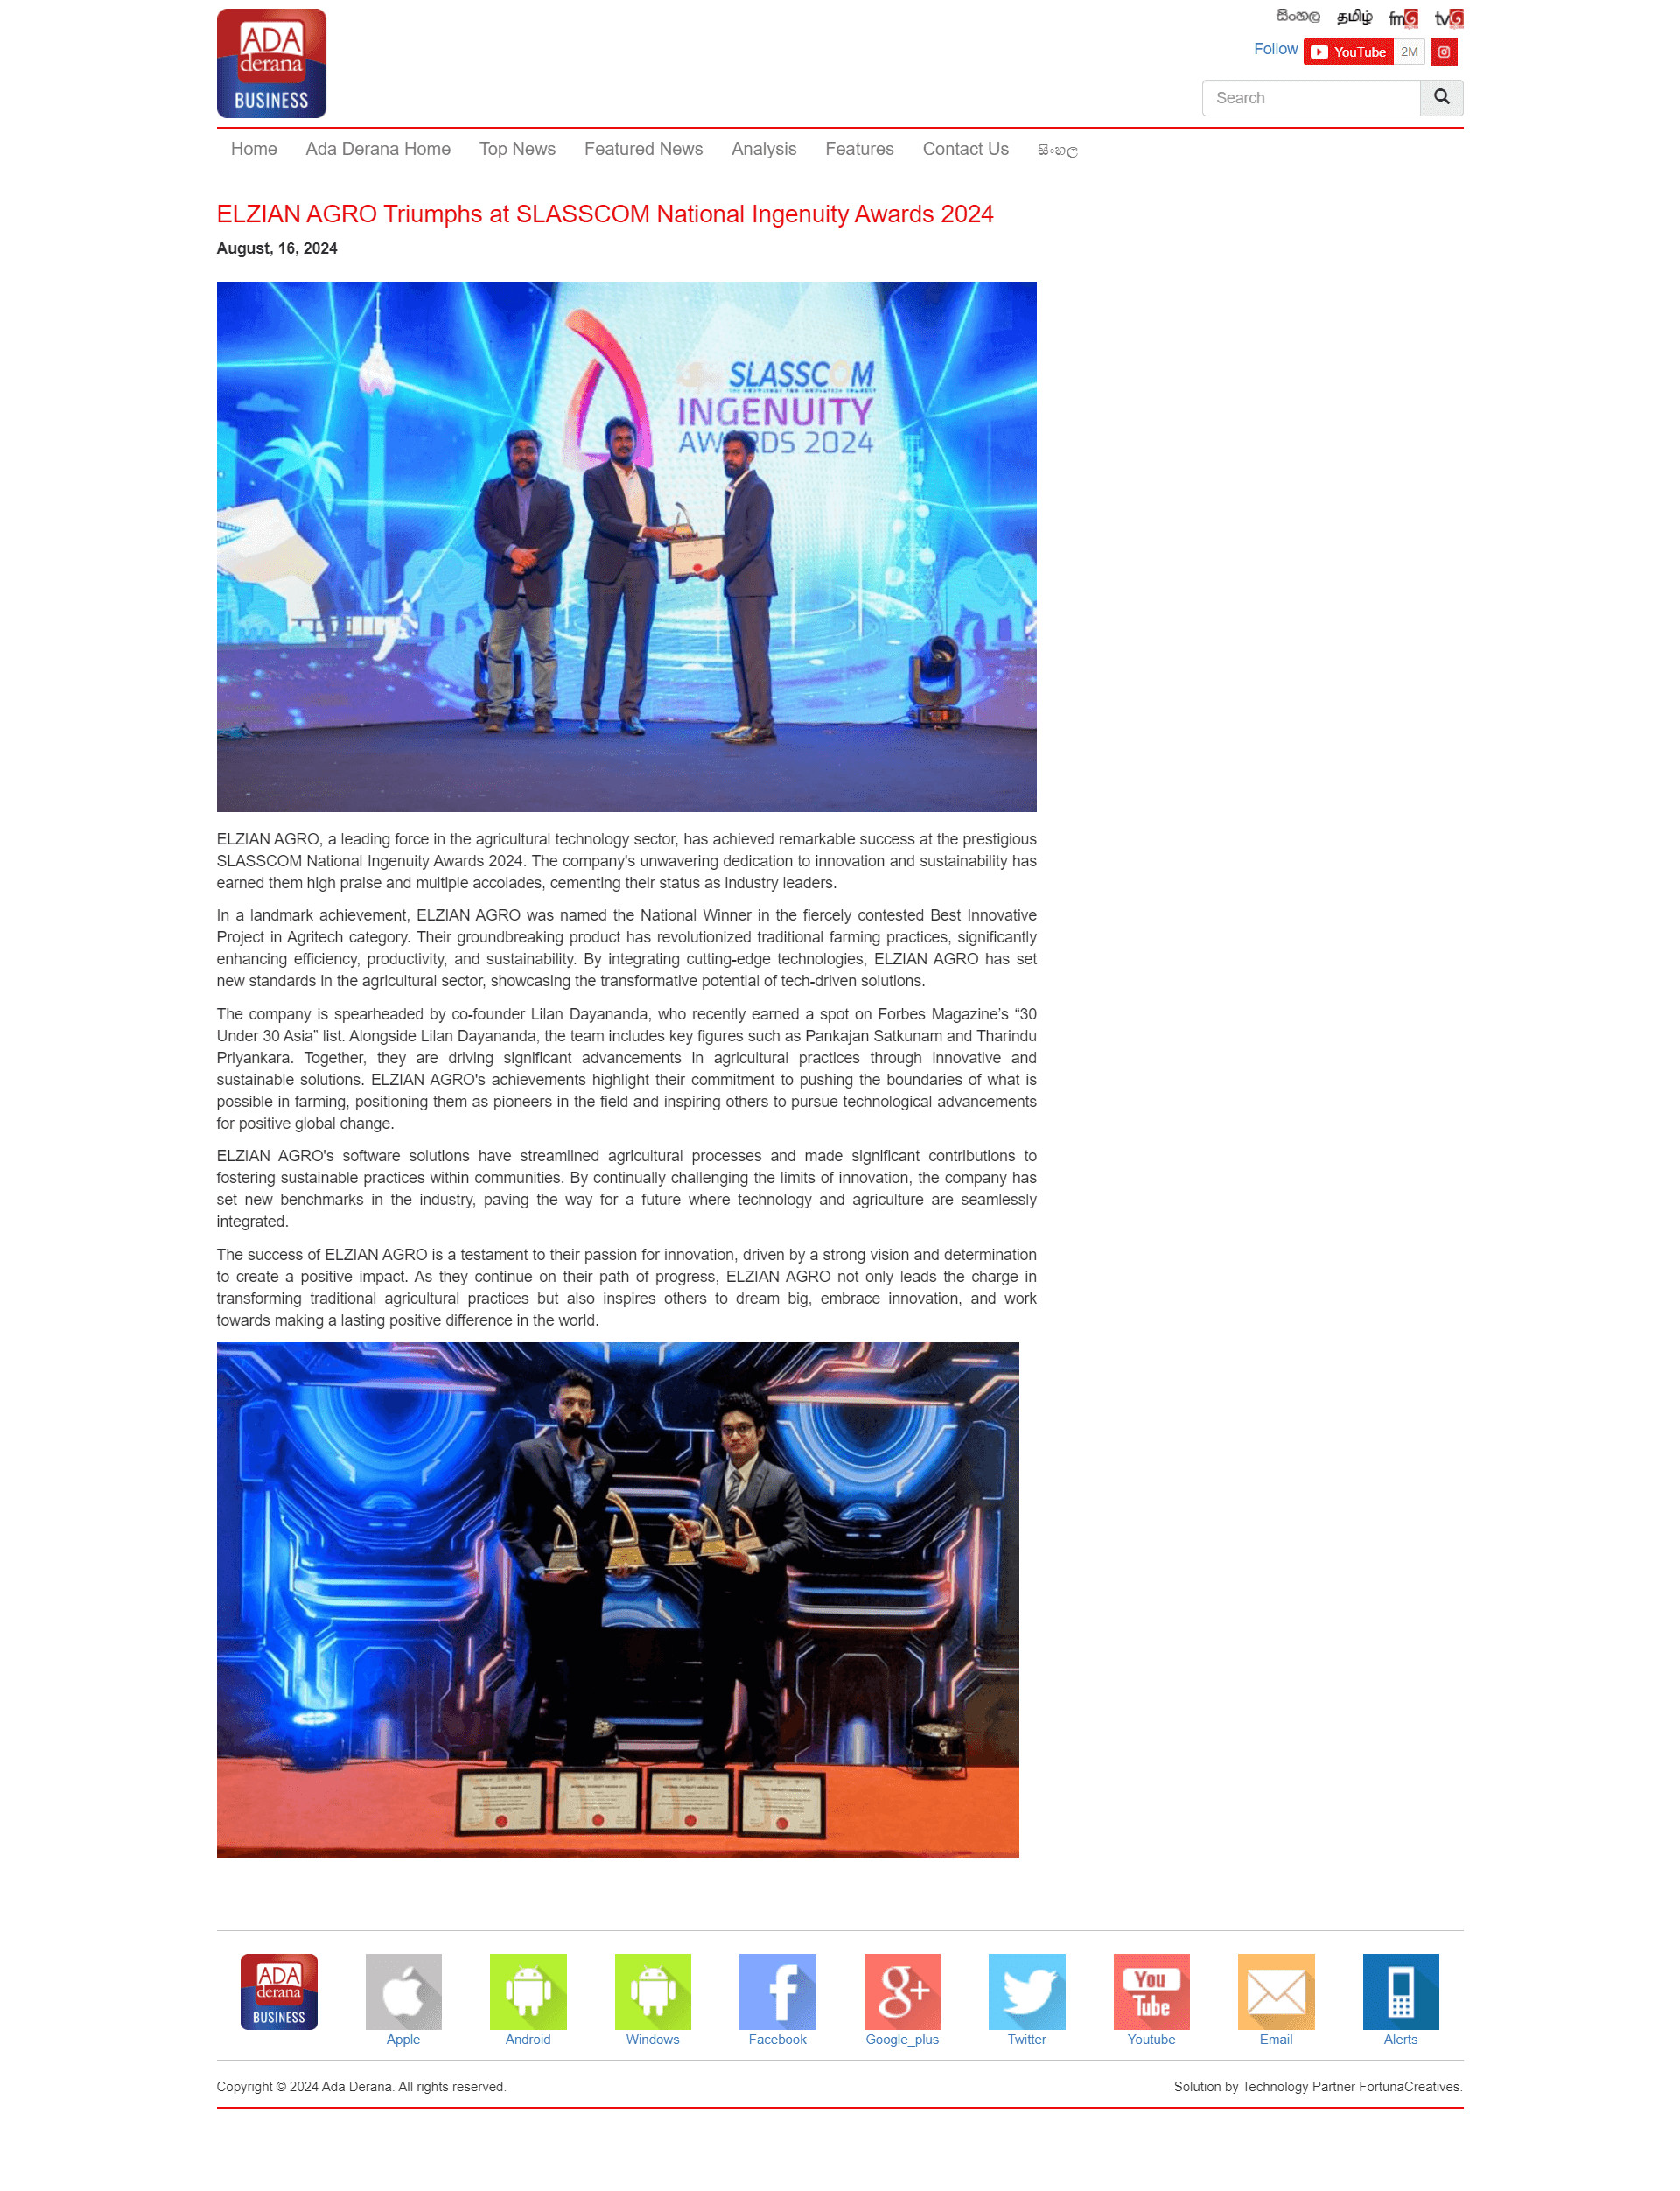 ADA
derana
BUSINESS
සිංහල தமிழ் fm tv
Follow YouTube 2M
Search
Home Ada Derana Home Top News Featured News Analysis Features Contact Us සිංහල
ELZIAN AGRO Triumphs at SLASSCOM National Ingenuity Awards 2024
August, 16, 2024
SLASSCOM
INGENUITY
AWARDS 2024
ELZIAN AGRO, a leading force in the agricultural technology sector, has achieved remarkable success at the prestigious
SLASSCOM National Ingenuity Awards 2024. The company's unwavering dedication to innovation and sustainability has
earned them high praise and multiple accolades, cementing their status as industry leaders.
In a landmark achievement, ELZIAN AGRO was named the National Winner in the fiercely contested Best Innovative
Project in Agritech category. Their groundbreaking product has revolutionized traditional farming practices, significantly
enhancing efficiency, productivity, and sustainability. By integrating cutting-edge technologies, ELZIAN AGRO has set
new standards in the agricultural sector, showcasing the transformative potential of tech-driven solutions.
The company is spearheaded by co-founder Lilan Dayananda, who recently earned a spot on Forbes Magazine’s “30
Under 30 Asia” list. Alongside Lilan Dayananda, the team includes key figures such as Pankajan Satkunam and Tharindu
Priyankara. Together, they are driving significant advancements in agricultural practices through innovative and
sustainable solutions. ELZIAN AGRO's achievements highlight their commitment to pushing the boundaries of what is
possible in farming, positioning them as pioneers in the field and inspiring others to pursue technological advancements
for positive global change.
ELZIAN AGRO's software solutions have streamlined agricultural processes and made significant contributions to
fostering sustainable practices within communities. By continually challenging the limits of innovation, the company has
set new benchmarks in the industry, paving the way for a future where technology and agriculture are seamlessly
integrated.
The success of ELZIAN AGRO is a testament to their passion for innovation, driven by a strong vision and determination
to create a positive impact. As they continue on their path of progress, ELZIAN AGRO not only leads the charge in
transforming traditional agricultural practices but also inspires others to dream big, embrace innovation, and work
towards making a lasting positive difference in the world.
ADA
derana
BUSINESS
g+
You
Tube
Apple Android Windows Facebook Google_plus Twitter Youtube Email Alerts
Copyright © 2024 Ada Derana. All rights reserved. Solution by Technology Partner FortunaCreatives.